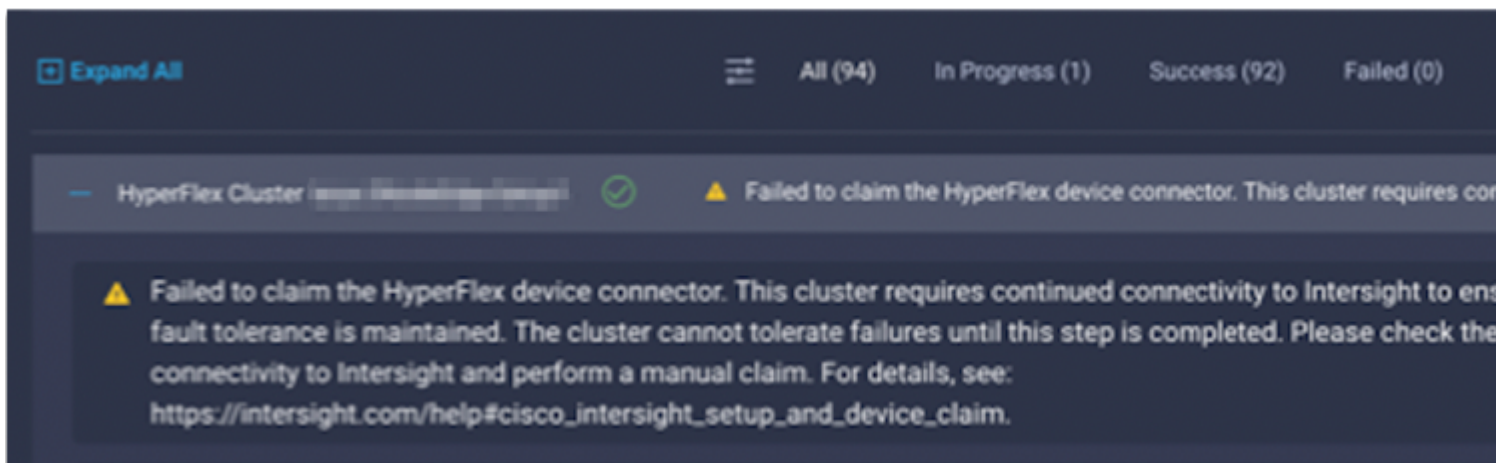 Expand All
All (94) In Progress (1) Success (92) Failed (0)
HyperFlex Cluster
Failed to claim the HyperFlex device connector. This cluster requires cor
Failed to claim the HyperFlex device connector. This cluster requires continued connectivity to Intersight to ens
fault tolerance is maintained. The cluster cannot tolerate failures until this step is completed. Please check the
connectivity to Intersight and perform a manual claim. For details, see:
https://intersight.com/help#cisco_intersight_setup_and_device_claim.